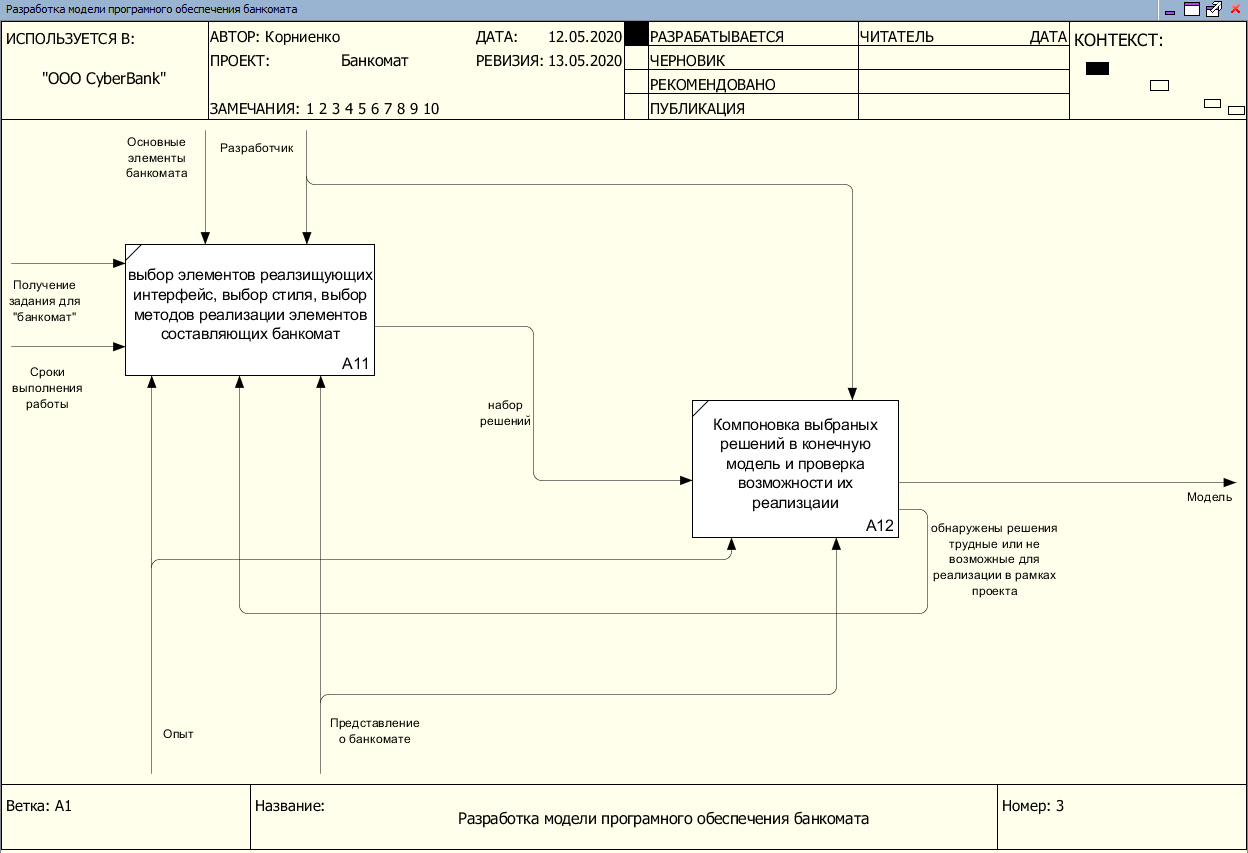 Разработка модели програмного обеспечения банкомата
ИСПОЛЬЗУЕТСЯ В:
"ООО CyberBank"
АВТОР: Корниенко
ДАТА: 12.05.2020
ПРОЕКТ: Банкомат
РЕВИЗИЯ: 13.05.2020
ЗАМЕЧАНИЯ: 1 2 3 4 5 6 7 8 9 10
РАЗРАБАТЫВАЕТСЯ
ЧЕРНОВИК
РЕКОМЕНДОВАНО
ПУБЛИКАЦИЯ
ЧИТАТЕЛЬ ДАТА
КОНТЕКСТ:
Основные
элементы
банкомата
Разработчик
Получение
задания для
"банкомат"
Сроки
выполнения
работы
выбор элементов реалзищующих
интерфейс, выбор стиля, выбор
методов реализации элементов
составляющих банкомат
A11
набор
решений
Компоновка выбраных
решений в конечную
модель и проверка
возможности их
реализцаии
A12
Модель
обнаружены решения
трудные или не
возможные для
реализации в рамках
проекта
Опыт
Представление
о банкомате
Ветка: A1
Название:
Разработка модели програмного обеспечения банкомата
Номер: 3